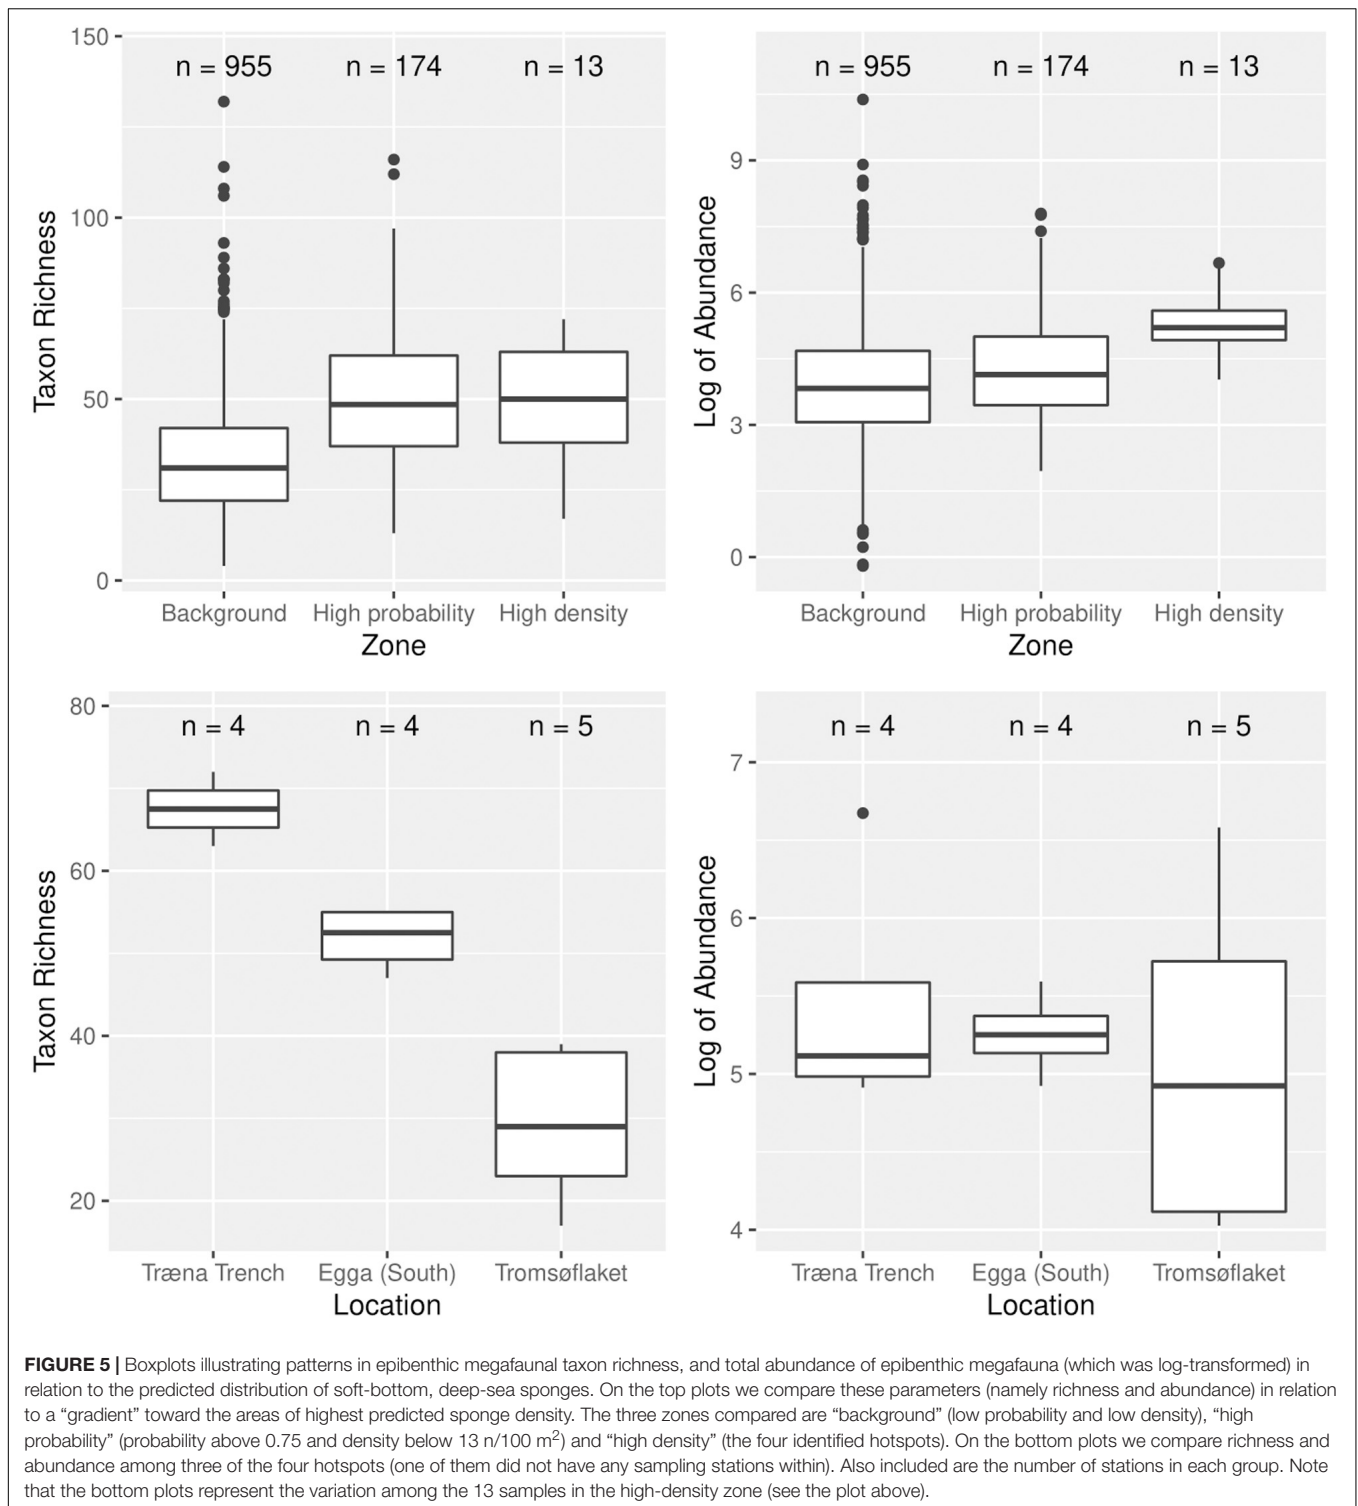 150
n = 955 n = 174 n = 13
100
50
0
Taxon Richness
Background High probability High density
Zone
n = 955 n = 174 n = 13
9
6
3
0
Log of Abundance
Background High probability High density
Zone
80
n = 4 n = 4 n = 5
60
40
20
Taxon Richness
Træna Trench Egga (South) Tromsøflaket
Location
n = 4 n = 4 n = 5
7
6
5
4
Log of Abundance
Træna Trench Egga (South) Tromsøflaket
Location
FIGURE 5 | Boxplots illustrating patterns in epibenthic megafaunal taxon richness, and total abundance of epibenthic megafauna (which was log-transformed) in
relation to the predicted distribution of soft-bottom, deep-sea sponges. On the top plots we compare these parameters (namely richness and abundance) in relation
to a “gradient” toward the areas of highest predicted sponge density. The three zones compared are “background” (low probability and low density), “high
probability” (probability above 0.75 and density below 13 n/100 m²) and “high density” (the four identified hotspots). On the bottom plots we compare richness and
abundance among three of the four hotspots (one of them did not have any sampling stations within). Also included are the number of stations in each group. Note
that the bottom plots represent the variation among the 13 samples in the high-density zone (see the plot above).